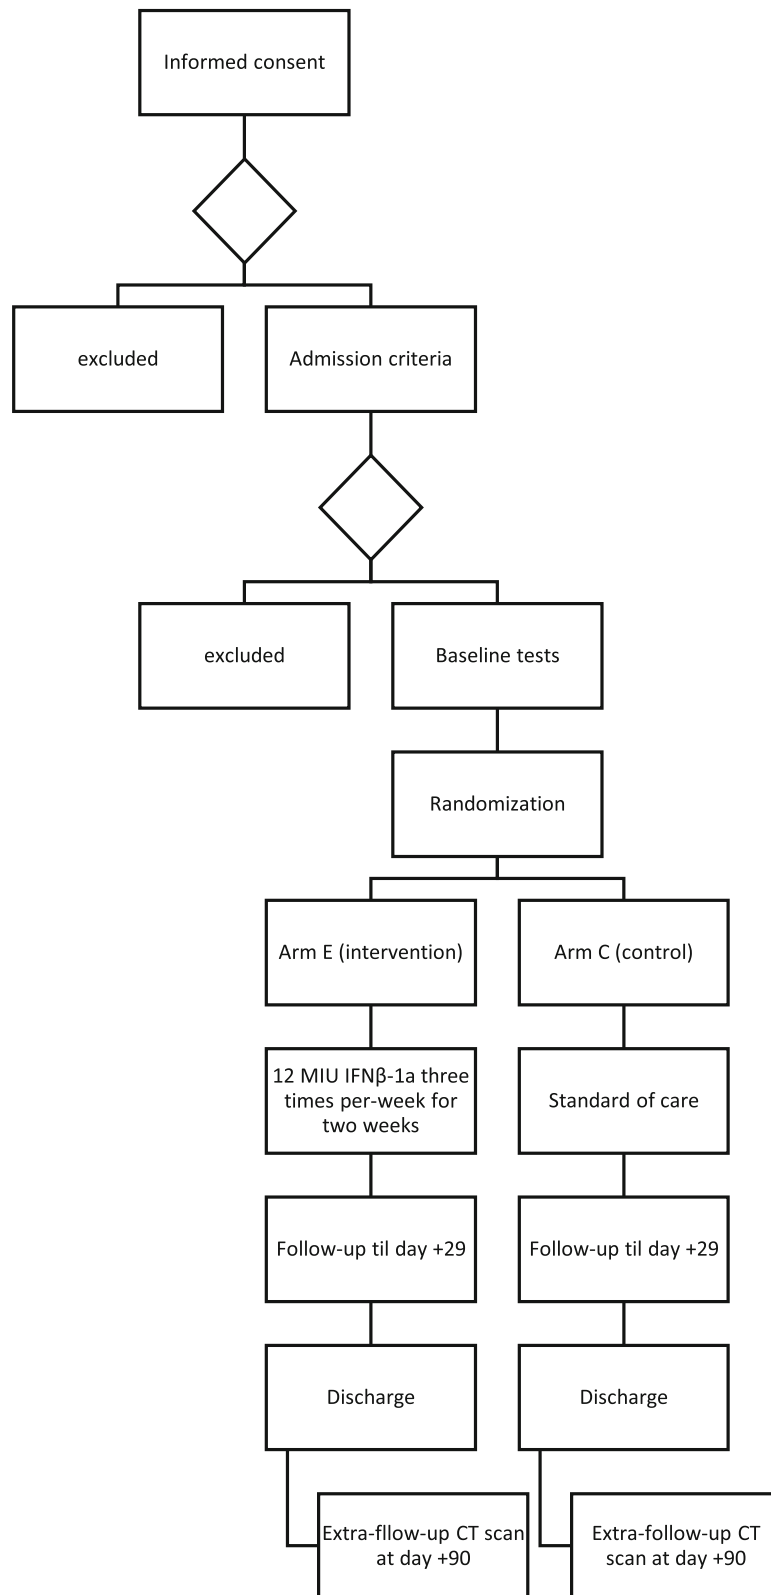 Informed consent
excluded
Admission criteria
excluded
Baseline tests
Randomization
Arm E (intervention)
Arm C (control)
12 MIU IFNβ-1a three
times per-week for
two weeks
Standard of care
Follow-up til day +29
Follow-up til day +29
Discharge
Discharge
Extra-fllow-up CT scan
at day +90
Extra-follow-up CT
scan at day +90